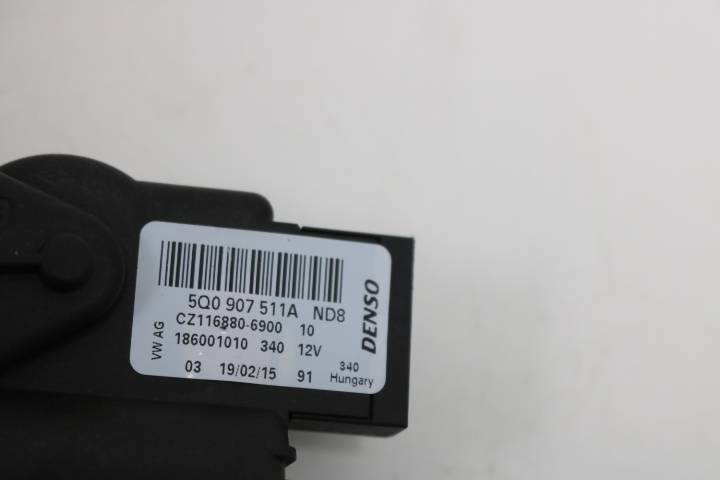 5Q0 907 511A ND8
CZ116880-6900 10
186001010 340 12V
03 19/02/15 91
340
Hungary
VW AG
DENSO